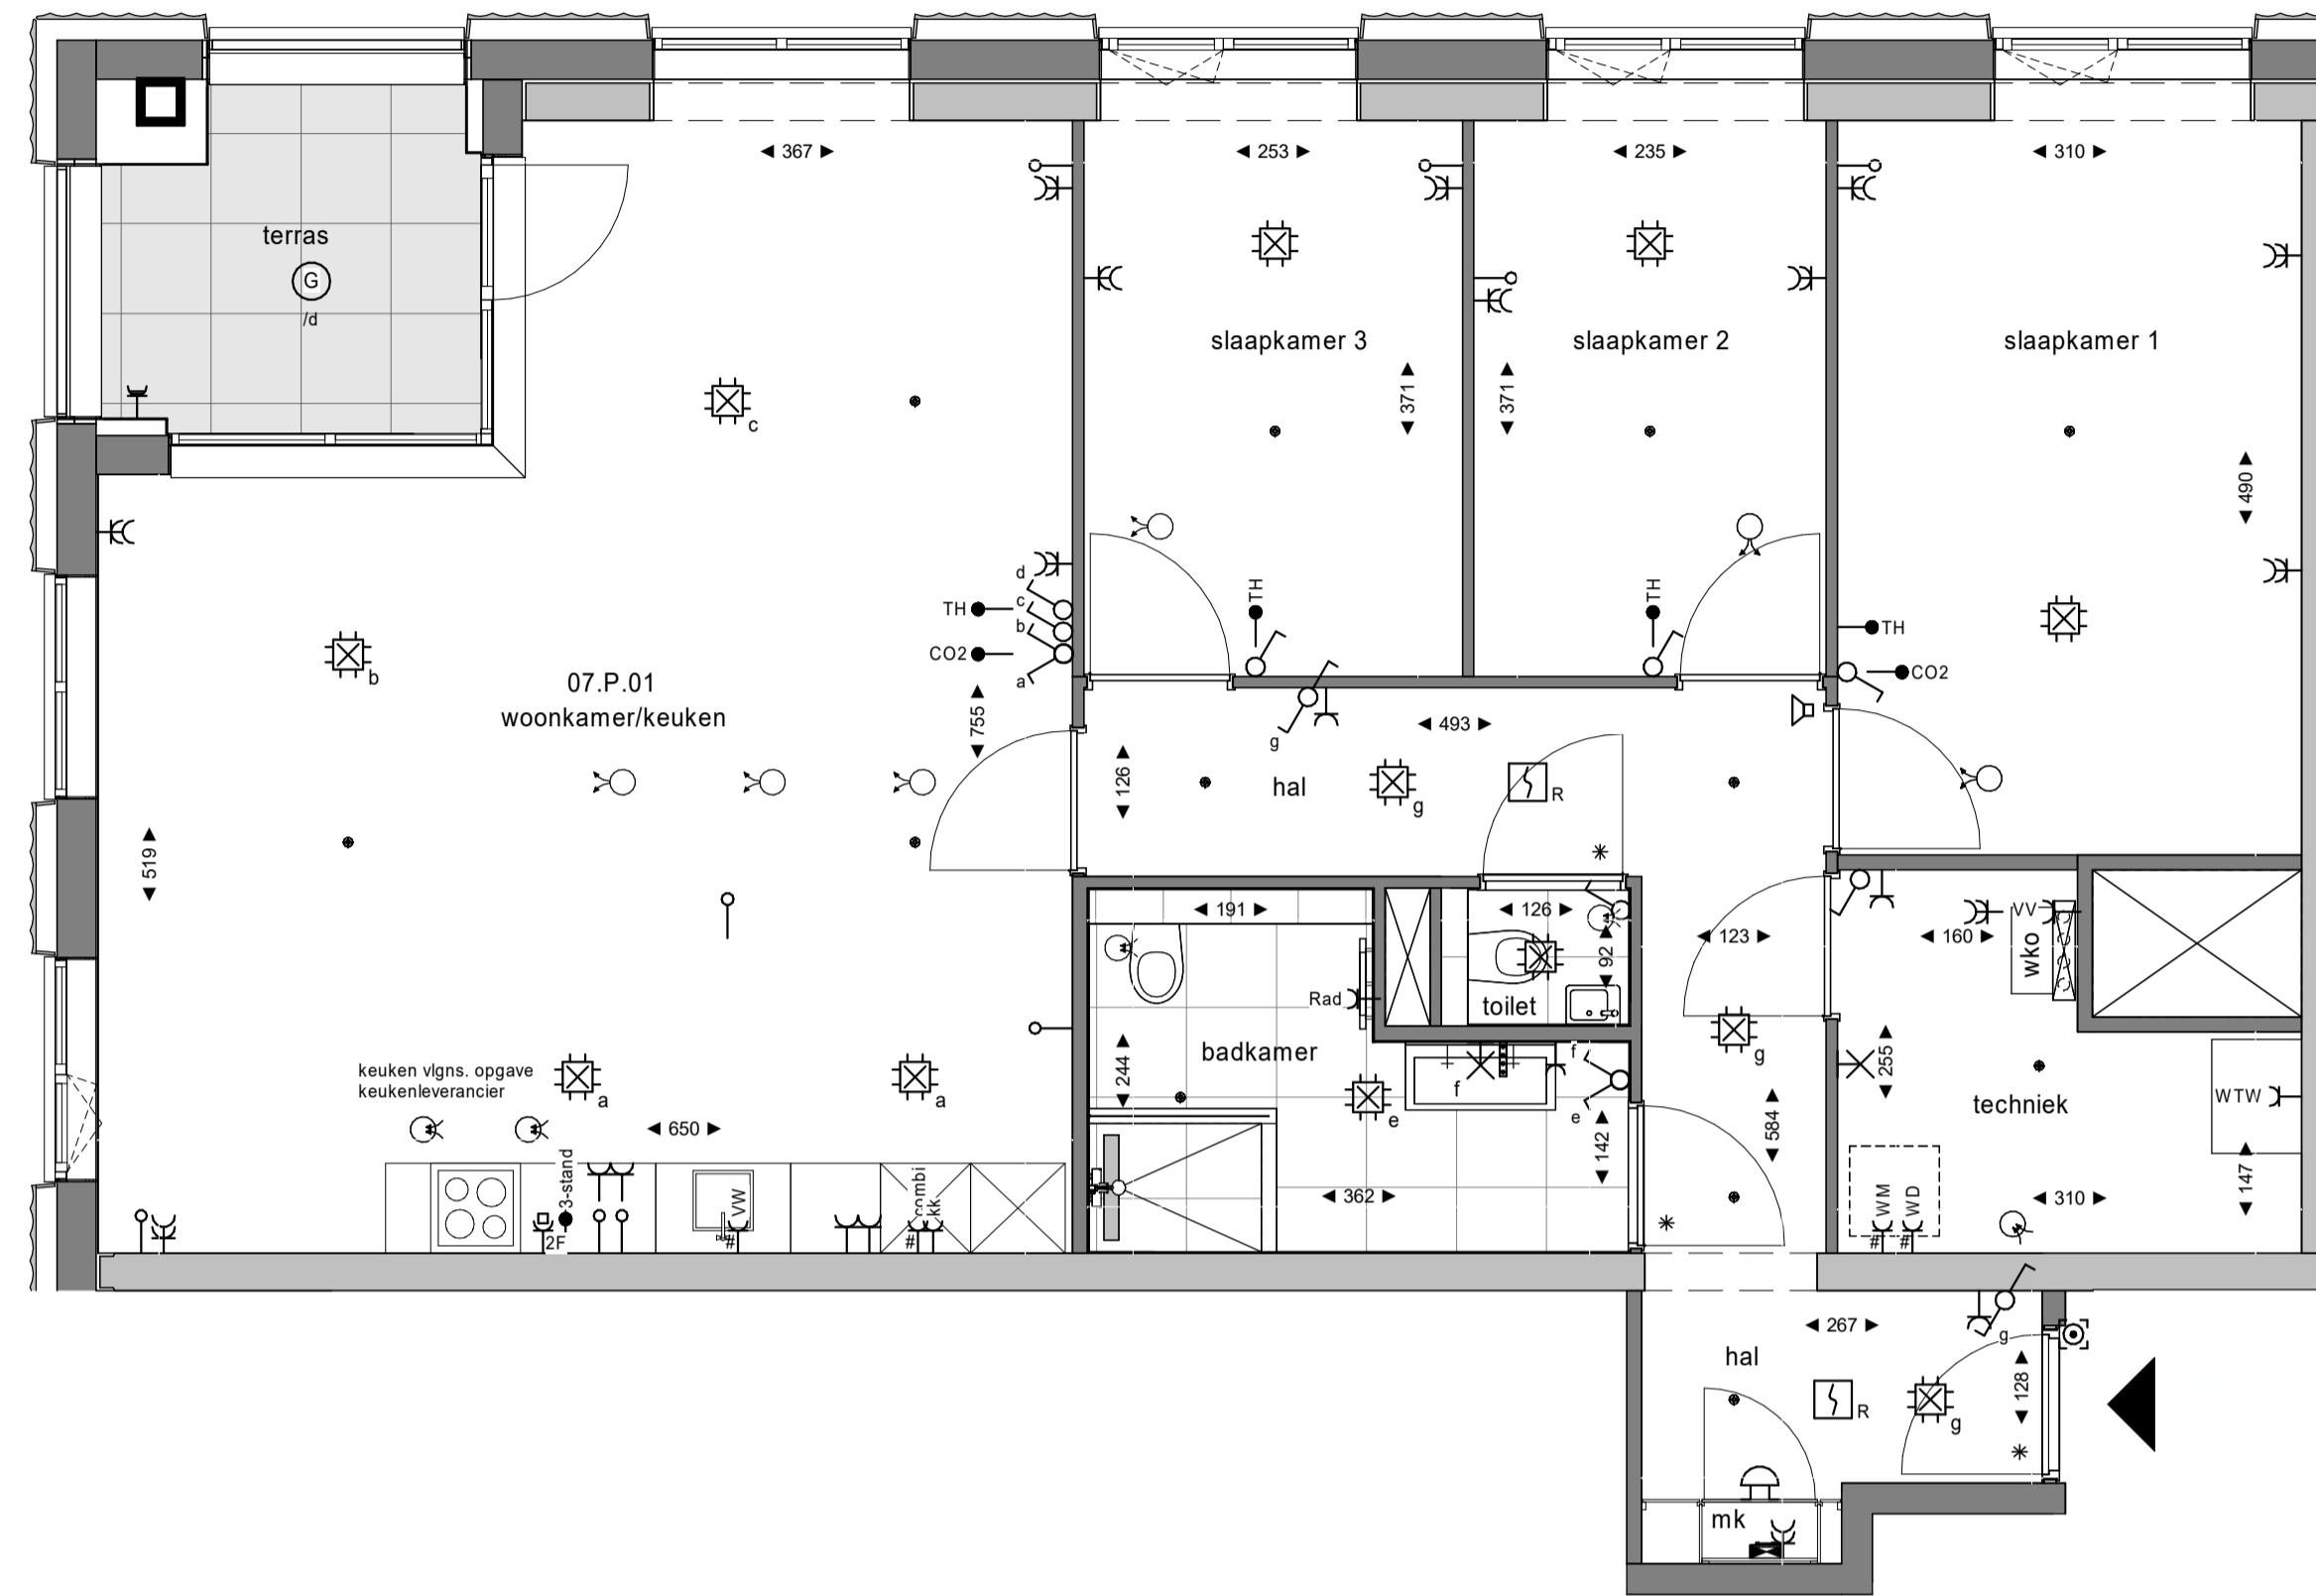 367
253
235
310
terras
G
/d
slaapkamer 3
slaapkamer 2
slaapkamer 1
371
371
490
c
b
d
c
b
a
TH
CO2
TH
TH
TH
CO2
07.P.01
woonkamer/keuken
755
519
493
g
126
hal
g
R
191
126
92
123
160
VV
wko
Rad
toilet
badkamer
244
f
f
e
e
142
362
g
584
255
techniek
WTW
147
310
WM
WD
#
#
keuken vlgns. opgave
keukenleverancier
a
a
650
3-stand
2F
VW
#
combi
kk
#
267
g
hal
128
R
g
mk